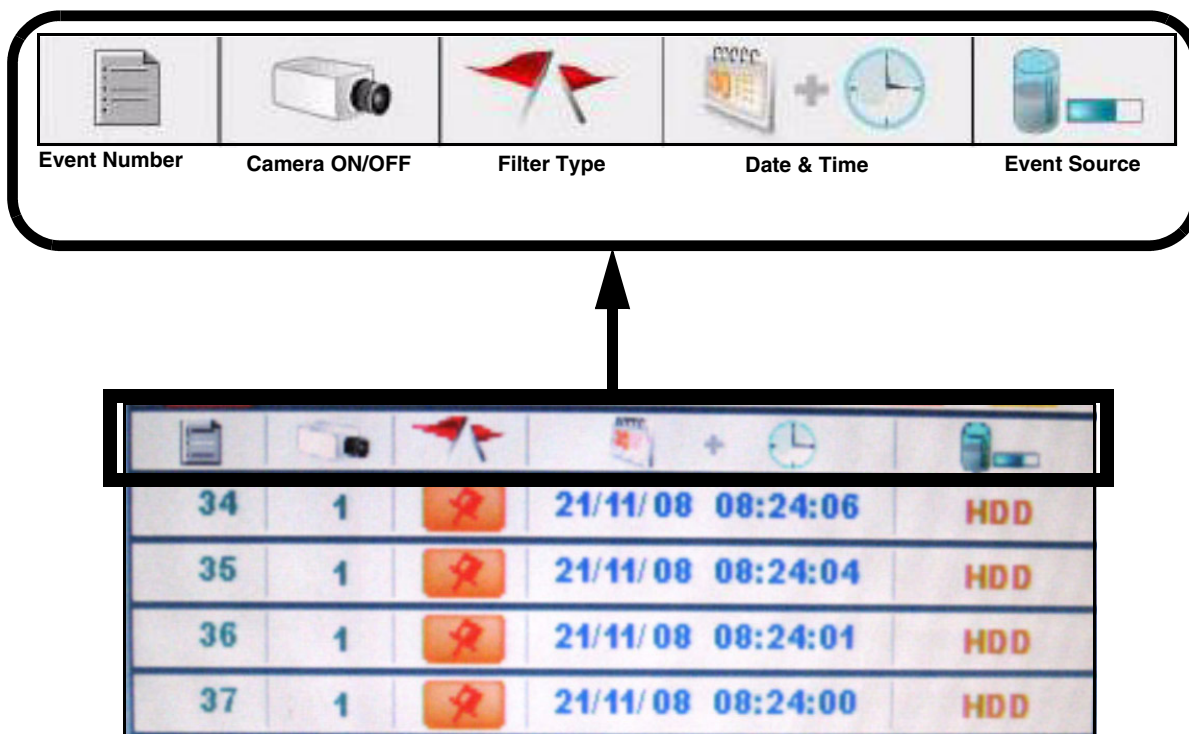 Event Number Camera ON/OFF Filter Type Date & Time Event Source
34 1 21/11/08 08:24:06 HDD
35 1 21/11/08 08:24:04 HDD
36 1 21/11/08 08:24:01 HDD
37 1 21/11/08 08:24:00 HDD